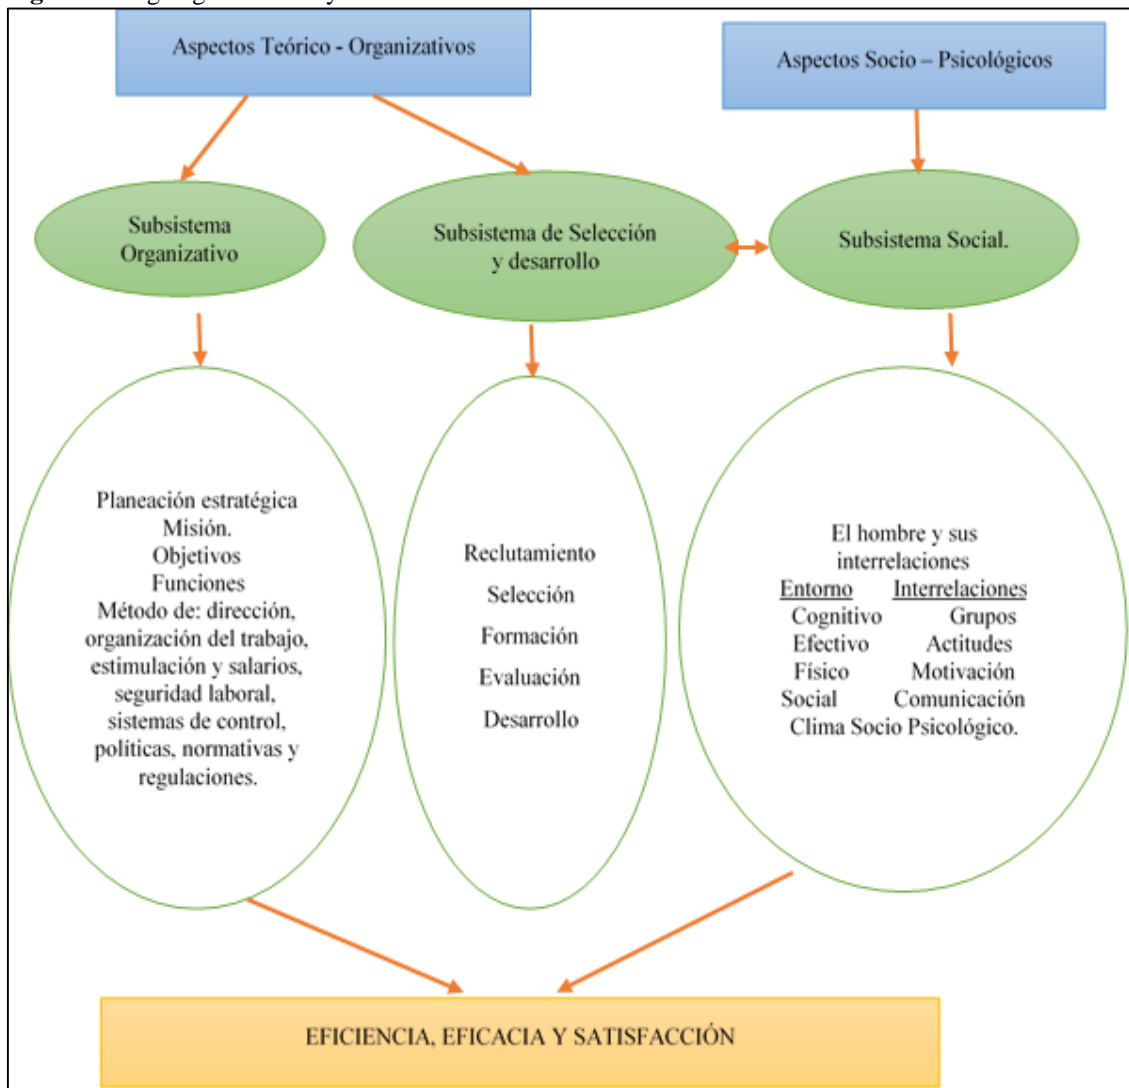 Aspectos Teórico - Organizativos
Aspectos Socio – Psicológicos
Subsistema
Organizativo
Subsistema de Selección
y desarrollo
Subsistema Social.
Planeación estratégica
Misión.
Objetivos
Funciones
Método de: dirección,
organización del trabajo,
estimulación y salarios,
seguridad laboral,
sistemas de control,
políticas, normativas y
regulaciones.
Reclutamiento
Selección
Formación
Evaluación
Desarrollo
El hombre y sus
interrelaciones
Entorno Interrelaciones
Cognitivo Grupos
Efectivo Actitudes
Físico Motivación
Social Comunicación
Clima Socio Psicológico.
EFICIENCIA, EFICACIA Y SATISFACCIÓN